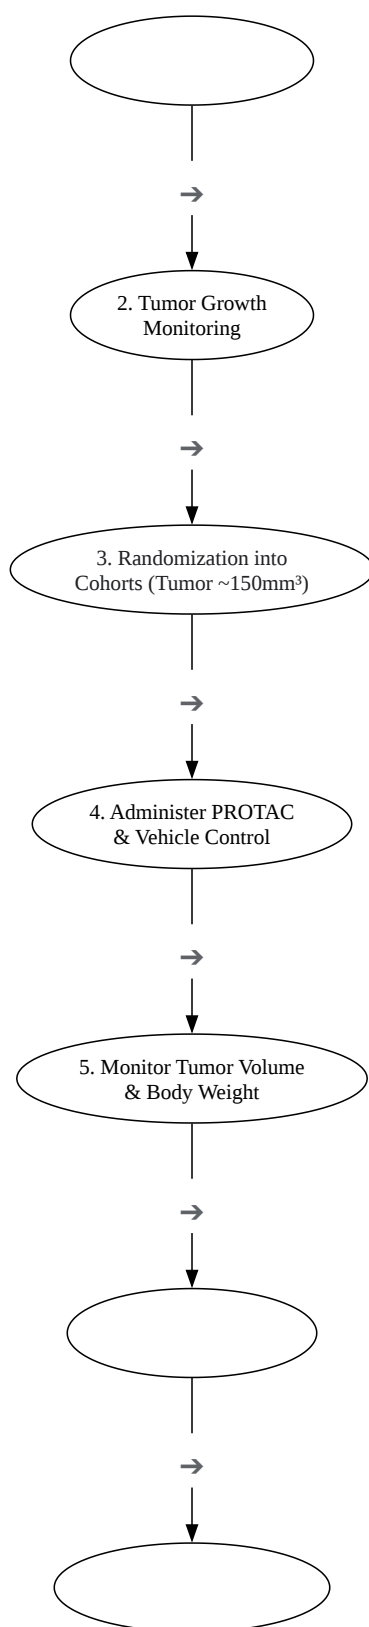 ➔
2. Tumor Growth
Monitoring
➔
3. Randomization into
Cohorts (Tumor ~150mm³)
➔
4. Administer PROTAC
& Vehicle Control
➔
5. Monitor Tumor Volume
& Body Weight
➔
➔